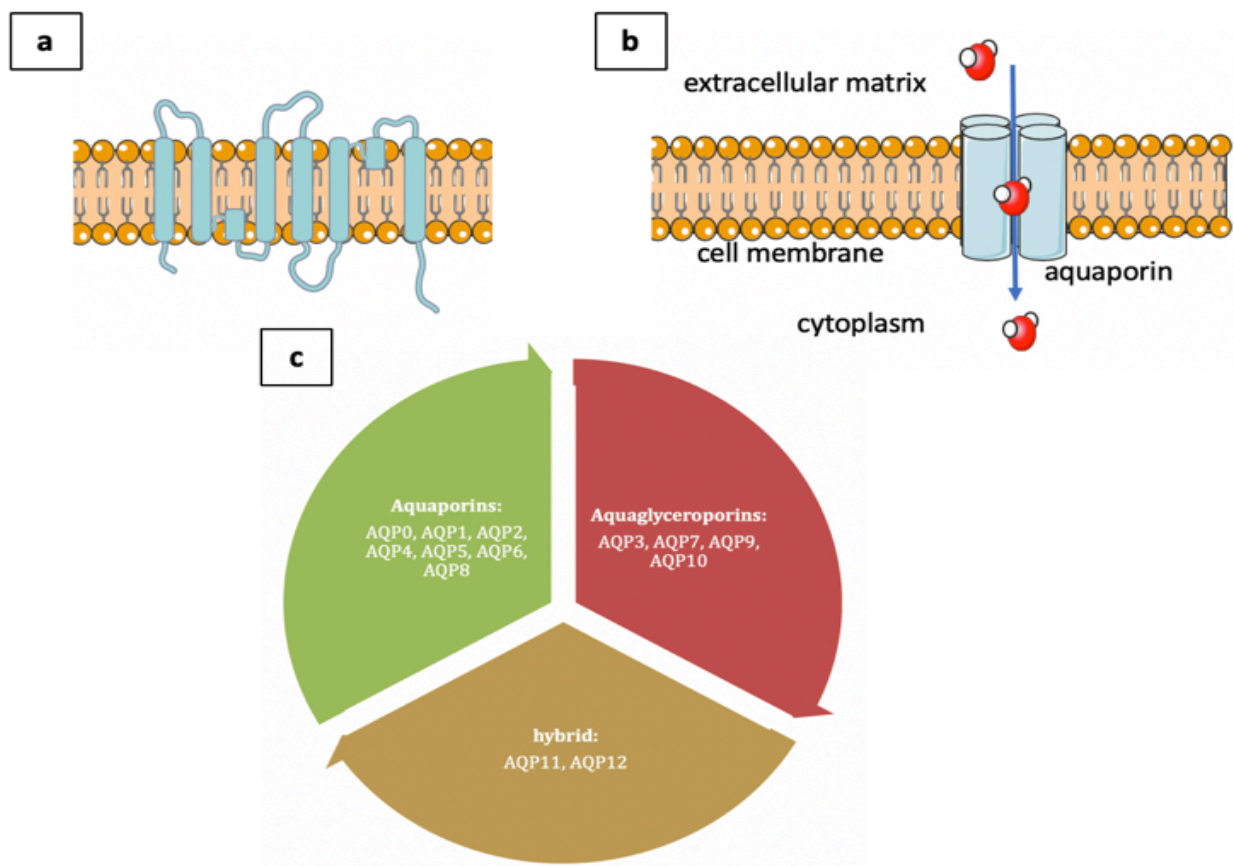 a
b
extracellular matrix
cell membrane
aquaporin
cytoplasm
c
Aquaporins:
AQP0, AQP1, AQP2,
AQP4, AQP5, AQP6,
AQP8
Aquaglyceroporins:
AQP3, AQP7, AQP9,
AQP10
hybrid:
AQP11, AQP12